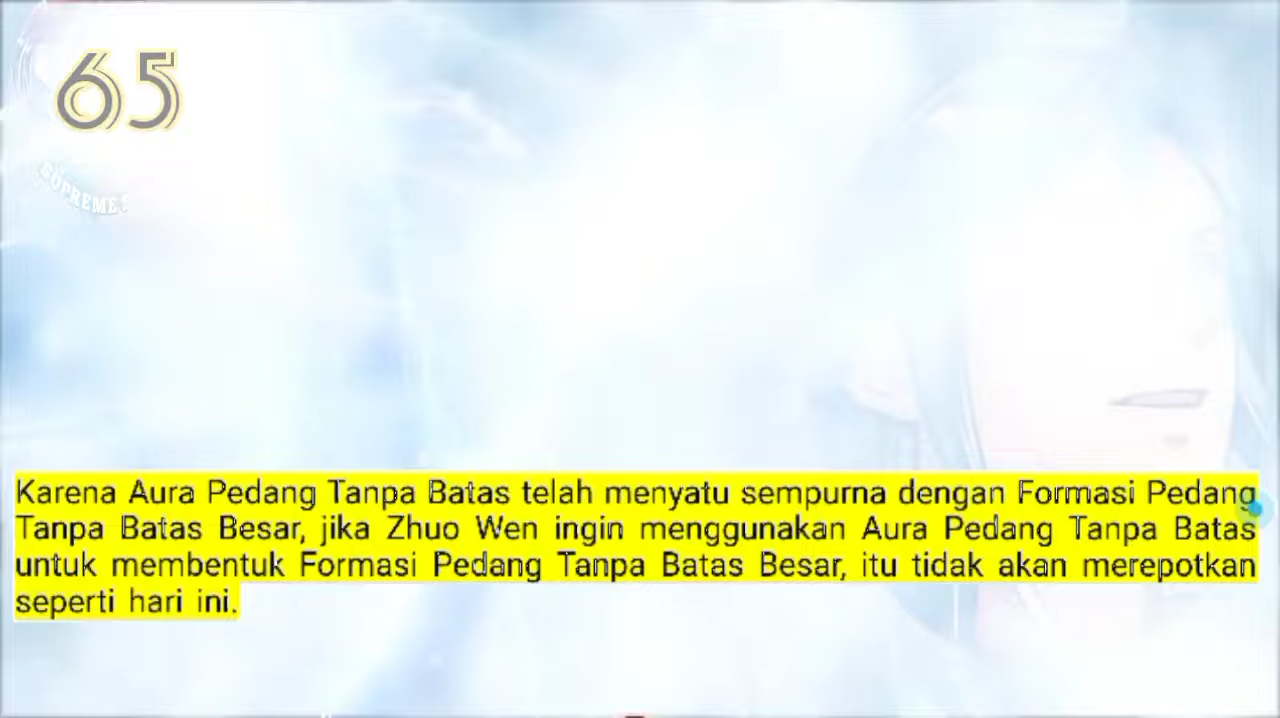 65
SUPREME
Karena Aura Pedang Tanpa Batas telah menyatu sempurna dengan Formasi Pedang
Tanpa Batas Besar, jika Zhuo Wen ingin menggunakan Aura Pedang Tanpa Batas
untuk membentuk Formasi Pedang Tanpa Batas Besar, itu tidak akan merepotkan
seperti hari ini.